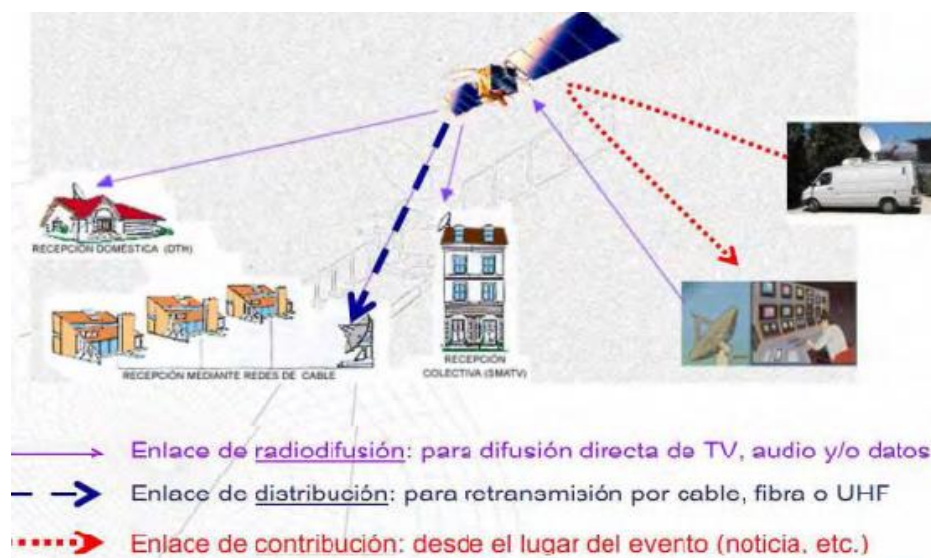 RECEPCIÓN DOMÉSTICA (DTH)
RECEPCIÓN MEDIANTE REDES DE CABLE
RECEPCIÓN
COLECTIVA (SMATV)
Enlace de radiodifusión: para difusión directa de TV, audio y/o datos
Enlace de distribución: para retransmisión por cable, fibra o UHF
Enlace de contribución: desde el lugar del evento (noticia, etc.)